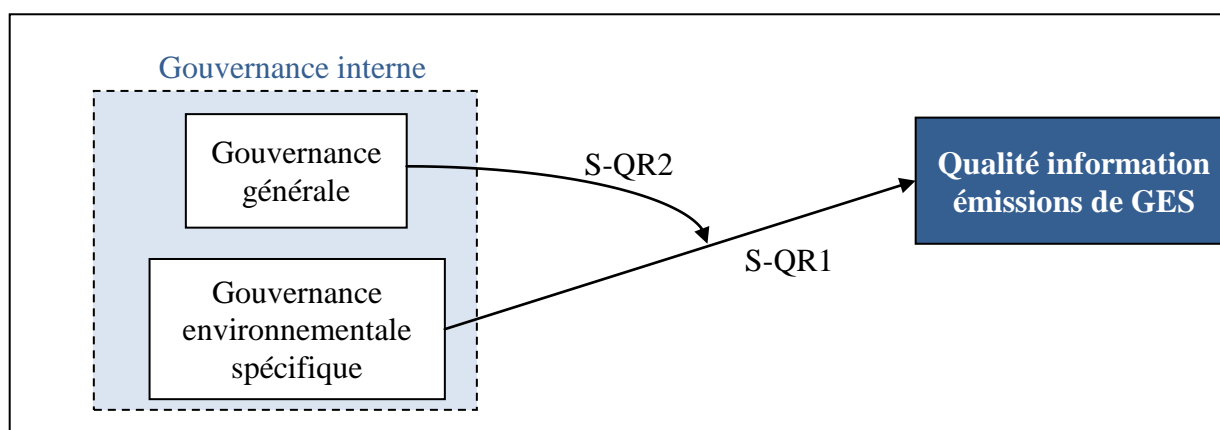 Gouvernance interne
Gouvernance
générale
S-QR2
Qualité information
émissions de GES
S-QR1
Gouvernance
environnementale
spécifique